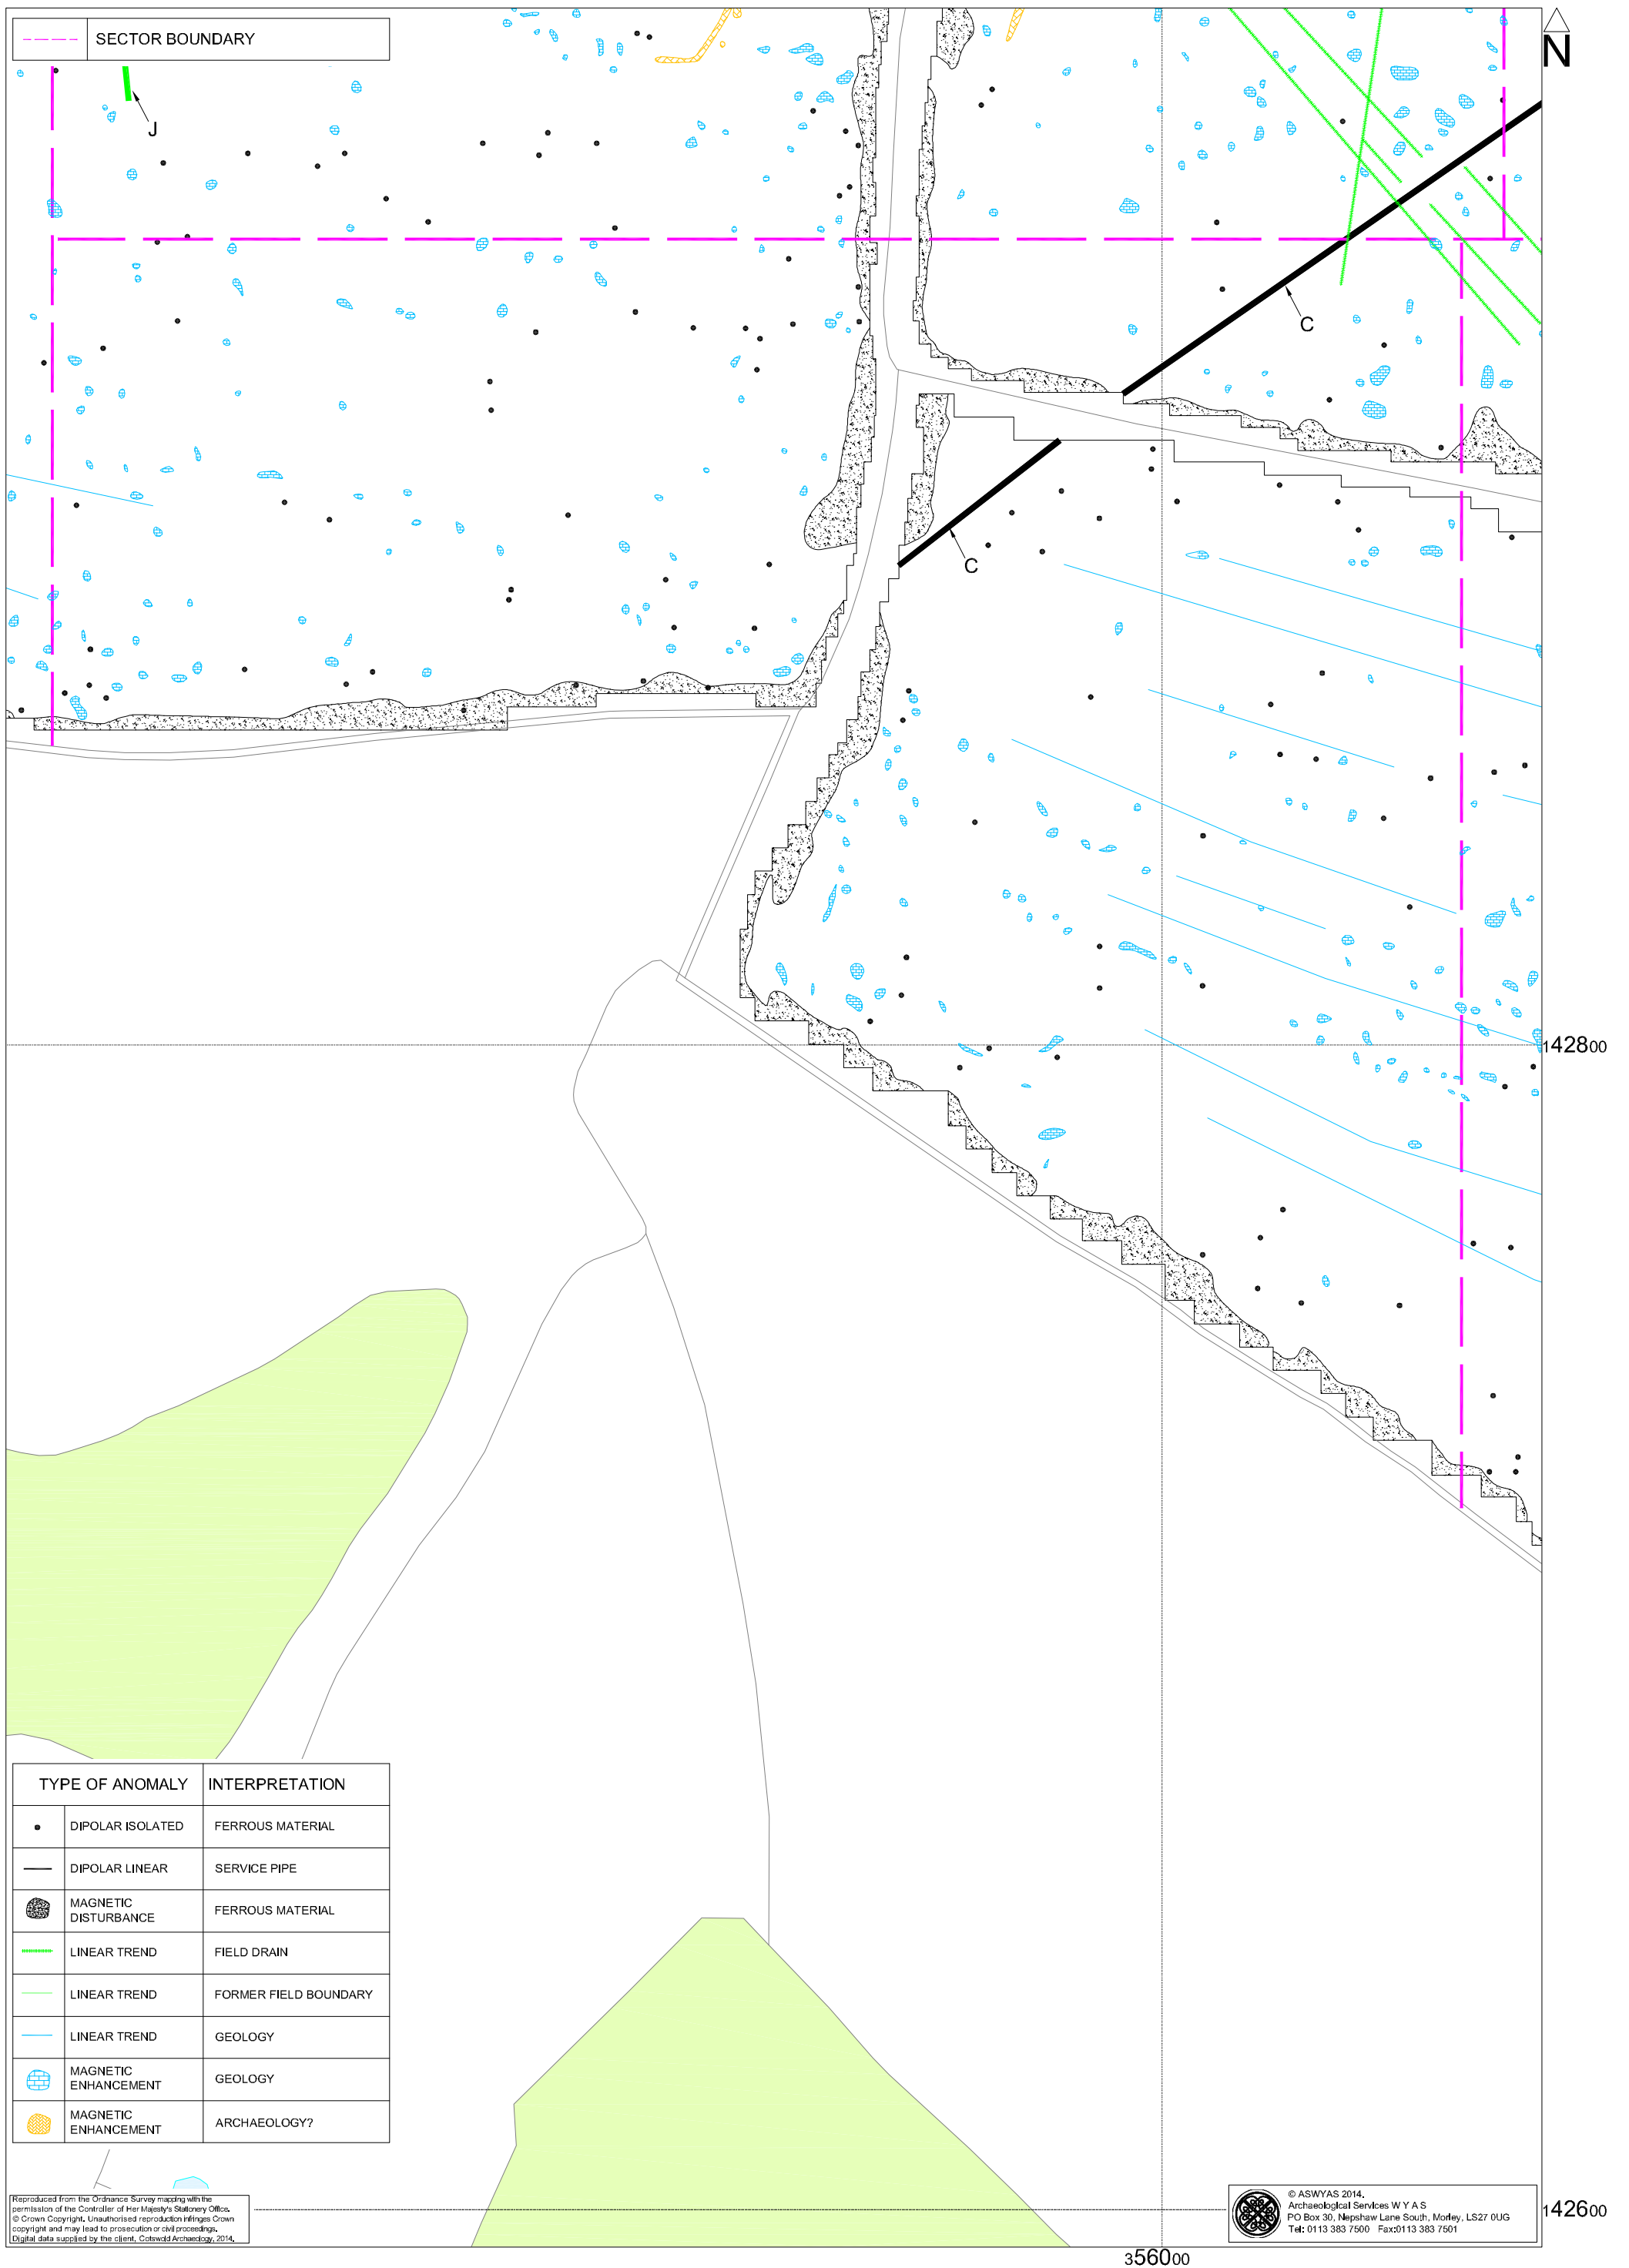 SECTOR BOUNDARY
N
J
C
C
142800
TYPE OF ANOMALY INTERPRETATION
DIPOLAR ISOLATED FERROUS MATERIAL
DIPOLAR LINEAR SERVICE PIPE
MAGNETIC
DISTURBANCE FERROUS MATERIAL
LINEAR TREND FIELD DRAIN
LINEAR TREND FORMER FIELD BOUNDARY
LINEAR TREND GEOLOGY
MAGNETIC
ENHANCEMENT GEOLOGY
MAGNETIC
ENHANCEMENT ARCHAEOLOGY?
Reproduced from the Ordnance Survey mapping with the
permission of the Controller of Her Majesty's Stationery Office.
© Crown Copyright. Unauthorised reproduction infringes Crown
copyright and may lead to prosecution or civil proceedings.
Digital data supplied by the client, Cotswold Archaeology, 2014.
© ASWYAS 2014.
Archaeological Services W Y A S
PO Box 30, Nepshaw Lane South, Morley, LS27 0UG
Tel: 0113 383 7500 Fax:0113 383 7501
142600
356000